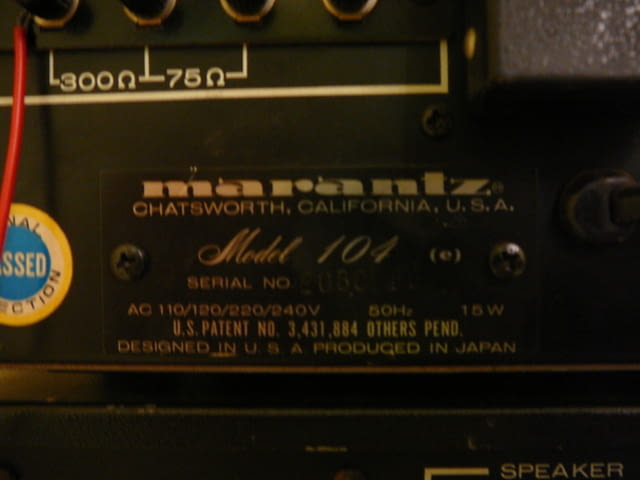 300Ω 75Ω
marantz®
CHATSWORTH, CALIFORNIA, U.S.A.
Model 104 (e)
SERIAL NO.
AC 110/120/220/240V 50Hz 15W
U.S. PATENT NO. 3,431,884 OTHERS PEND.
DESIGNED IN U.S.A PRODUCED IN JAPAN
SPEAKER